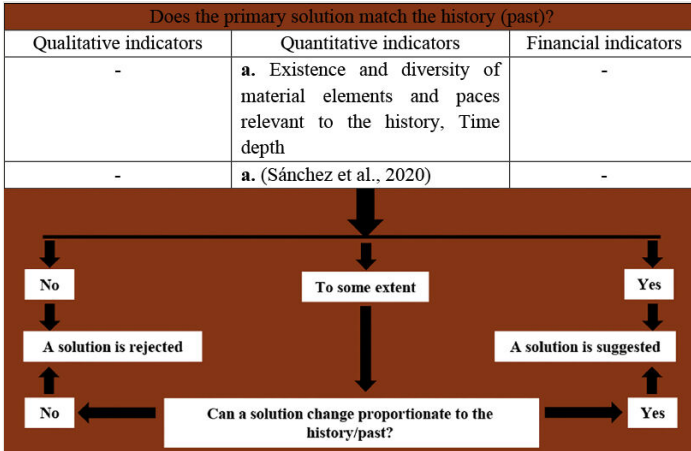 Does the primary solution match the history (past)?
Qualitative indicators
Quantitative indicators
Financial indicators
-
a. Existence and diversity of
material elements and paces
relevant to the history, Time
depth
-
-
a. (Sánchez et al., 2020)
-
No
To some extent
Yes
A solution is rejected
A solution is suggested
No
Can a solution change proportionate to the
history/past?
Yes